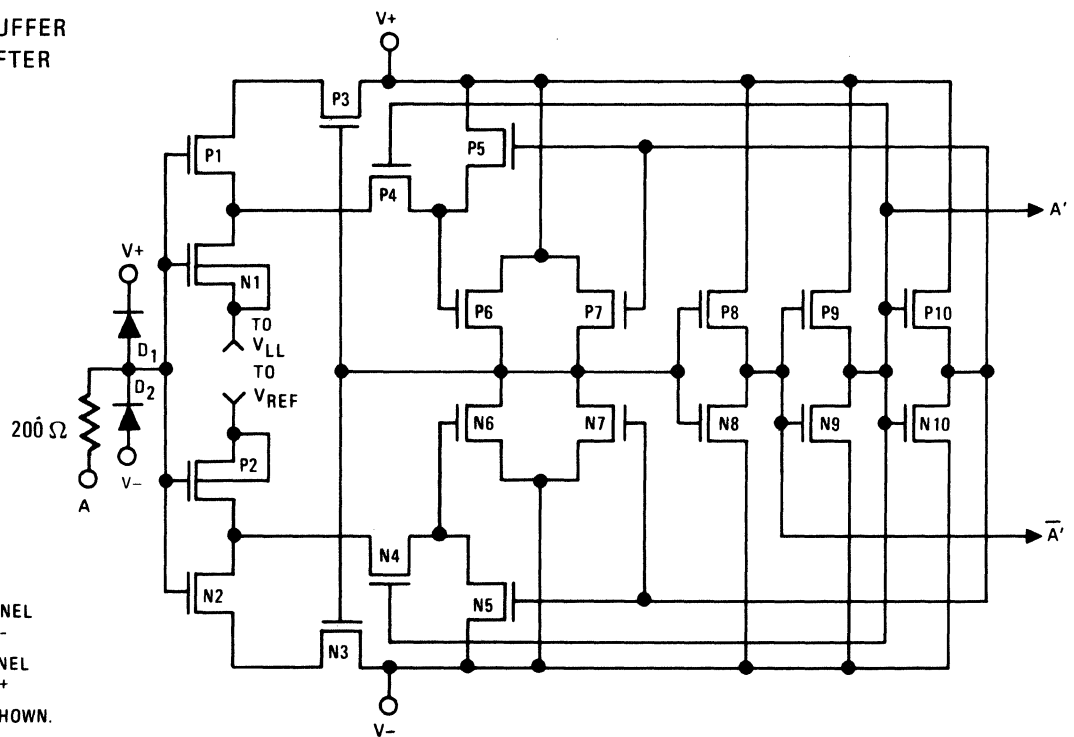 UFFER
FTER
V+
P3
P1
P5
P4
A'
V+
N1
TO
VLL
TO
VREF
D1
D2
P6
P7
P8
P9
P10
200 Ω
N6
N7
N8
N9
N10
A
V-
P2
A'
N4
N2
N5
N3
V-
NEL
-
NEL
+
HOWN.